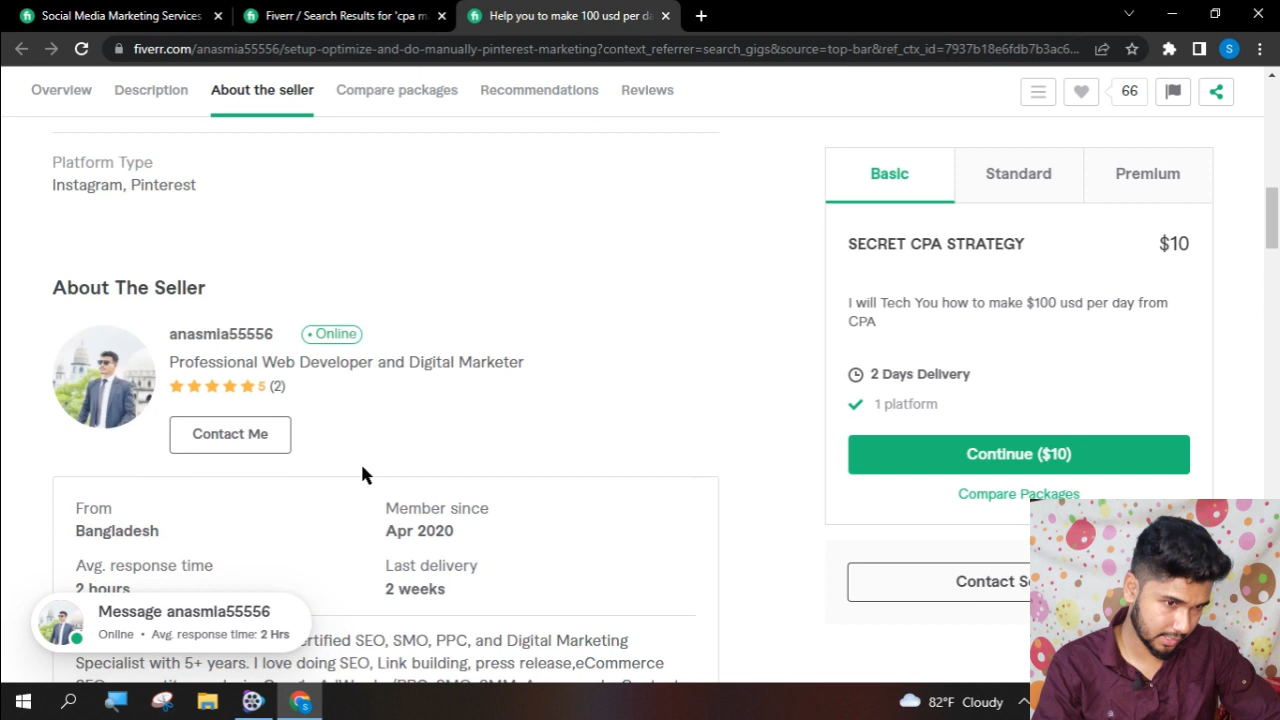 Social Media Marketing Services
Fiverr / Search Results for 'cpa m
Help you to make 100 usd per da
fiverr.com/anasmia55556/setup-optimize-and-do-manually-pinterest-marketing?context_referrer=search_gigs&source=top-bar&ref_ctx_id=7937b18e6fdb7b3ac6...
S
Overview
Description
About the seller
Compare packages
Recommendations
Reviews
66
Platform Type
Instagram, Pinterest
About The Seller
anasmia55556
• Online
Professional Web Developer and Digital Marketer
5 (2)
Contact Me
From
Bangladesh
Member since
Apr 2020
Avg. response time
2 hours
Last delivery
2 weeks
Message anasmia55556
Online • Avg. response time: 2 Hrs
rtified SEO, SMO, PPC, and Digital Marketing
Specialist with 5+ years. I love doing SEO, Link building, press release,eCommerce
Basic
Standard
Premium
SECRET CPA STRATEGY
$10
I will Tech You how to make $100 usd per day from
CPA
2 Days Delivery
1 platform
Continue ($10)
Compare Packages
Contact Se
82°F Cloudy